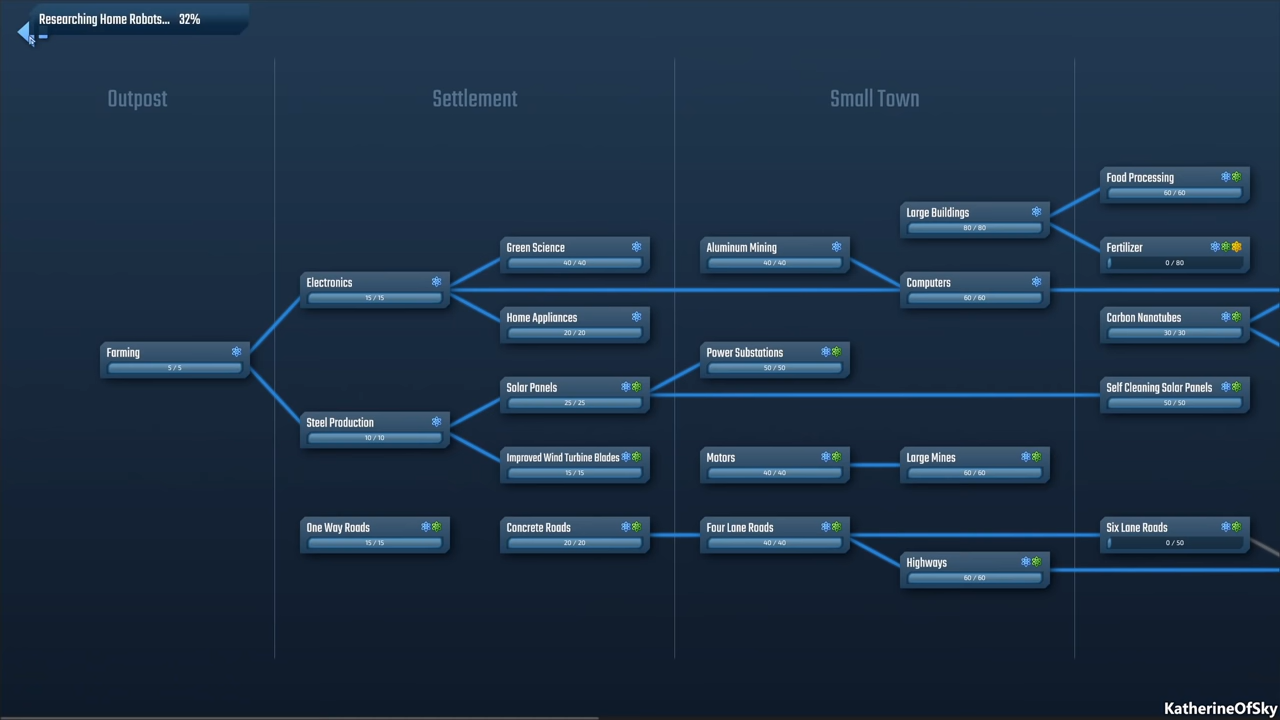 Researching Home Robots... 32%
Outpost
Settlement
Small Town
Food Processing
60 / 60
Large Buildings
80 / 80
Green Science
40 / 40
Aluminum Mining
40 / 40
Fertilizer
0 / 80
Electronics
15 / 15
Computers
60 / 60
Home Appliances
20 / 20
Carbon Nanotubes
30 / 30
Farming
5 / 5
Power Substations
50 / 50
Solar Panels
25 / 25
Self Cleaning Solar Panels
50 / 50
Steel Production
10 / 10
Improved Wind Turbine Blades
15 / 15
Motors
40 / 40
Large Mines
60 / 60
One Way Roads
15 / 15
Concrete Roads
20 / 20
Four Lane Roads
40 / 40
Six Lane Roads
0 / 50
Highways
60 / 60
KatherineOfSky